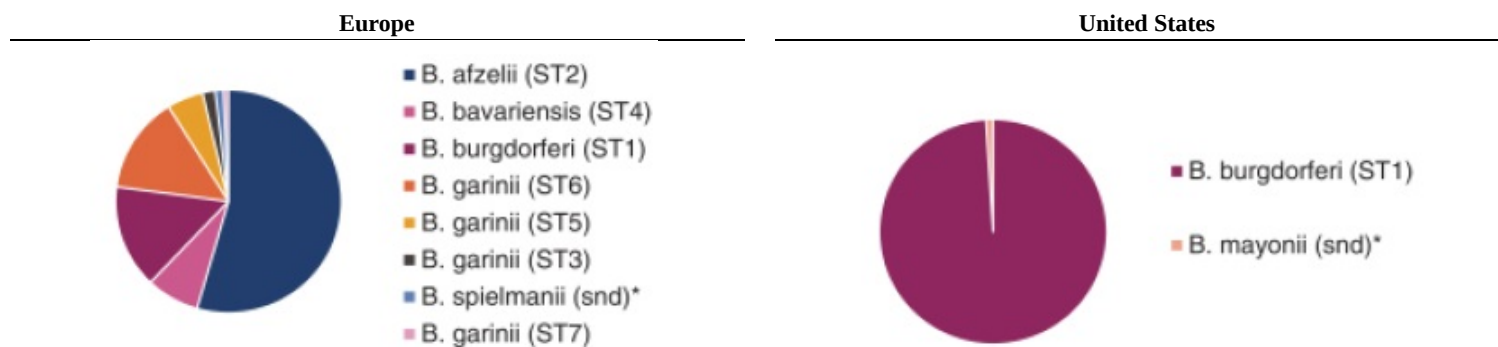 Europe
B. afzelii (ST2)
B. bavariensis (ST4)
B. burgdorferi (ST1)
B. garinii (ST6)
B. garinii (ST5)
B. garinii (ST3)
B. spielmanii (snd)*
B. garinii (ST7)
United States
B. burgdorferi (ST1)
B. mayonii (snd)*